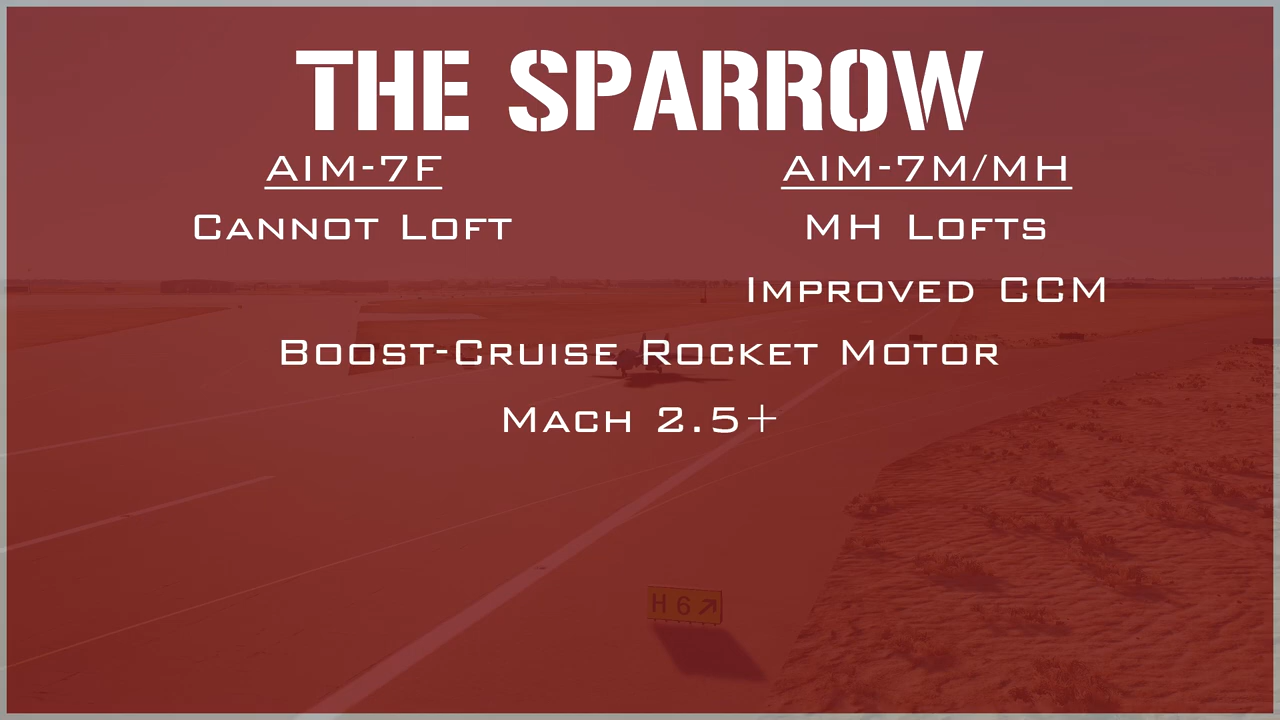 THE SPARROW
AIM-7F
AIM-7M/MH
Cannot Loft
MH Lofts
Improved CCM
Boost-Cruise Rocket Motor
Mach 2.5+
H 6↗